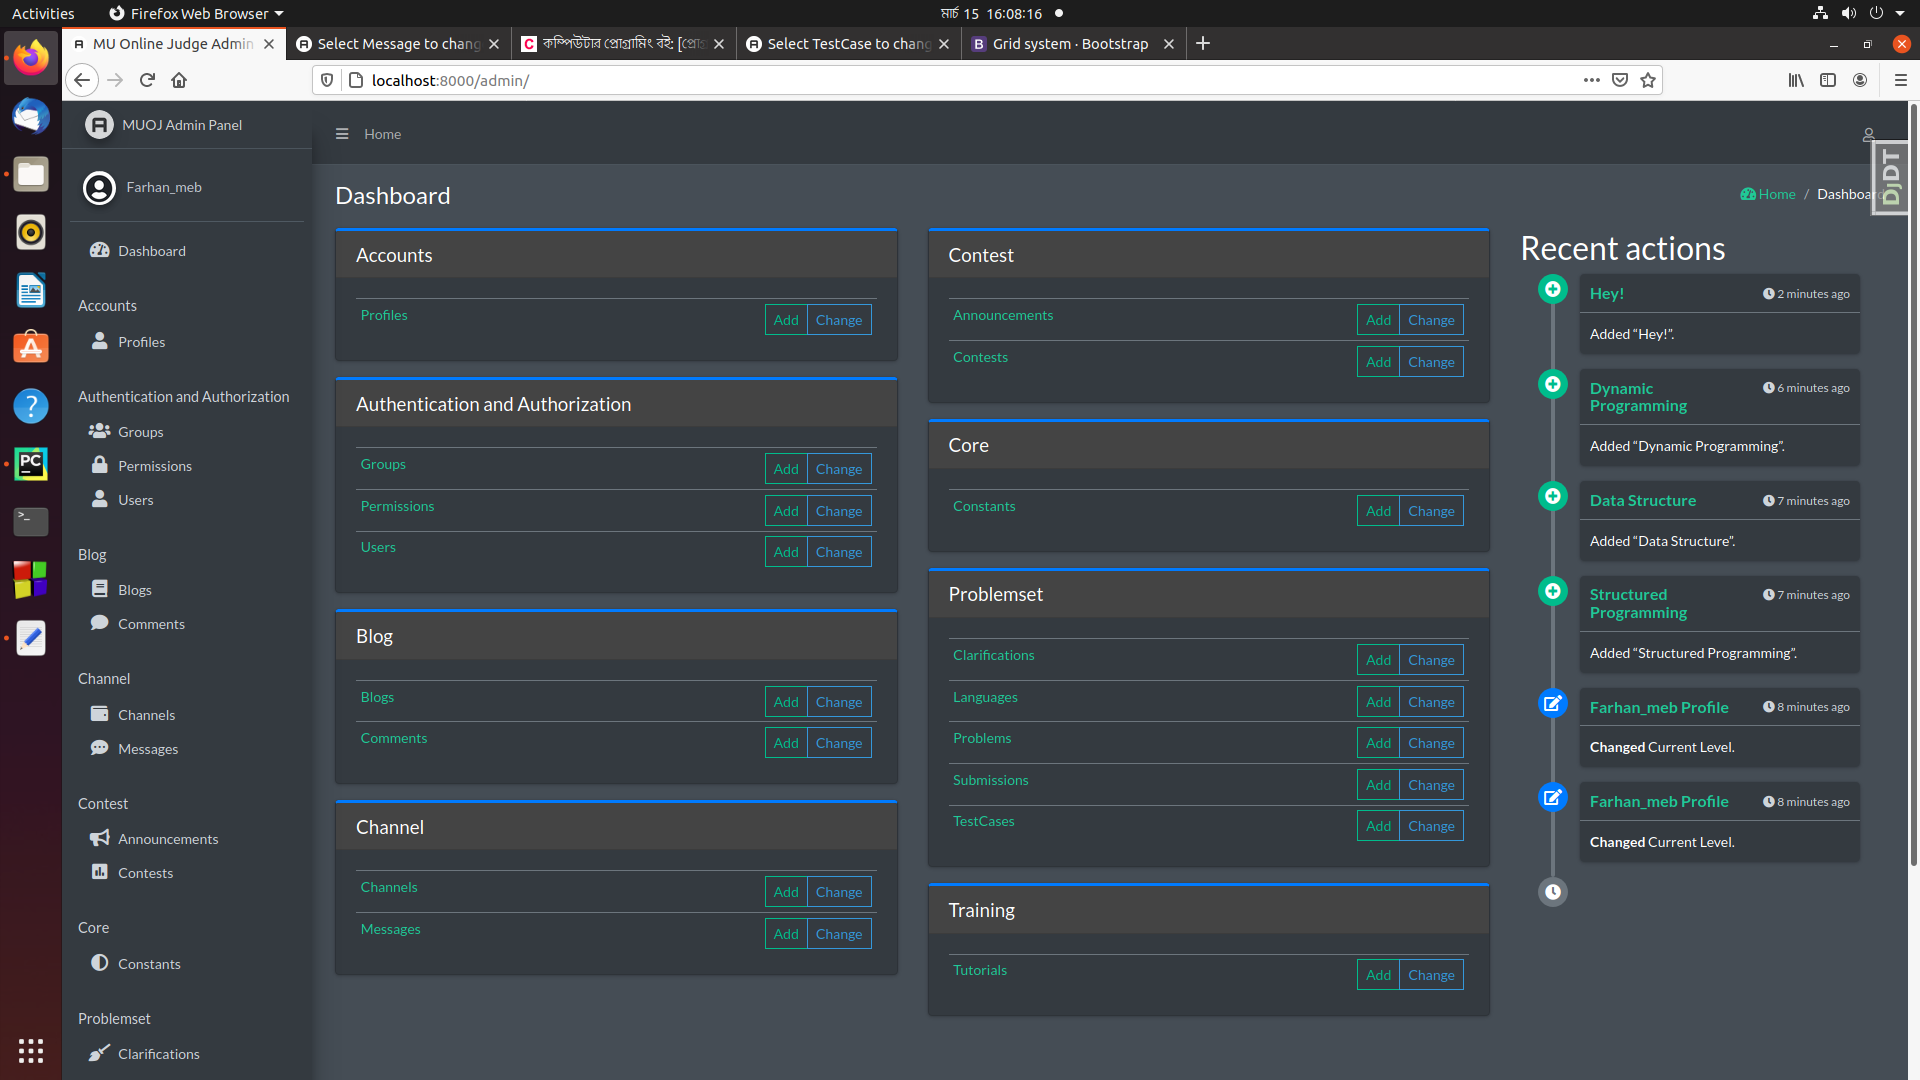 Activities
Firefox Web Browser
मার্চ 15 16:08:16
MU Online Judge Admin
Select Message to chang
কম্পিউটার প্রোগ্রামিং বই: [প্রোগ্র
Select TestCase to chang
Grid system · Bootstrap
localhost:8000/admin/
MUOJ Admin Panel
Farhan_meb
Dashboard
Accounts
Profiles
Authentication and Authorization
Groups
Permissions
Users
Blog
Blogs
Comments
Channel
Channels
Messages
Contest
Announcements
Contests
Core
Constants
Problemset
Clarifications
Home
Dashboard
Home / Dashboar
DjDT
Accounts
Profiles Add Change
Authentication and Authorization
Groups Add Change
Permissions Add Change
Users Add Change
Blog
Blogs Add Change
Comments Add Change
Channel
Channels Add Change
Messages Add Change
Contest
Announcements Add Change
Contests Add Change
Core
Constants Add Change
Problemset
Clarifications Add Change
Languages Add Change
Problems Add Change
Submissions Add Change
TestCases Add Change
Training
Tutorials Add Change
Recent actions
Hey! 2 minutes ago
Added “Hey!”.
Dynamic Programming 6 minutes ago
Added “Dynamic Programming”.
Data Structure 7 minutes ago
Added “Data Structure”.
Structured Programming 7 minutes ago
Added “Structured Programming”.
Farhan_meb Profile 8 minutes ago
Changed Current Level.
Farhan_meb Profile 8 minutes ago
Changed Current Level.